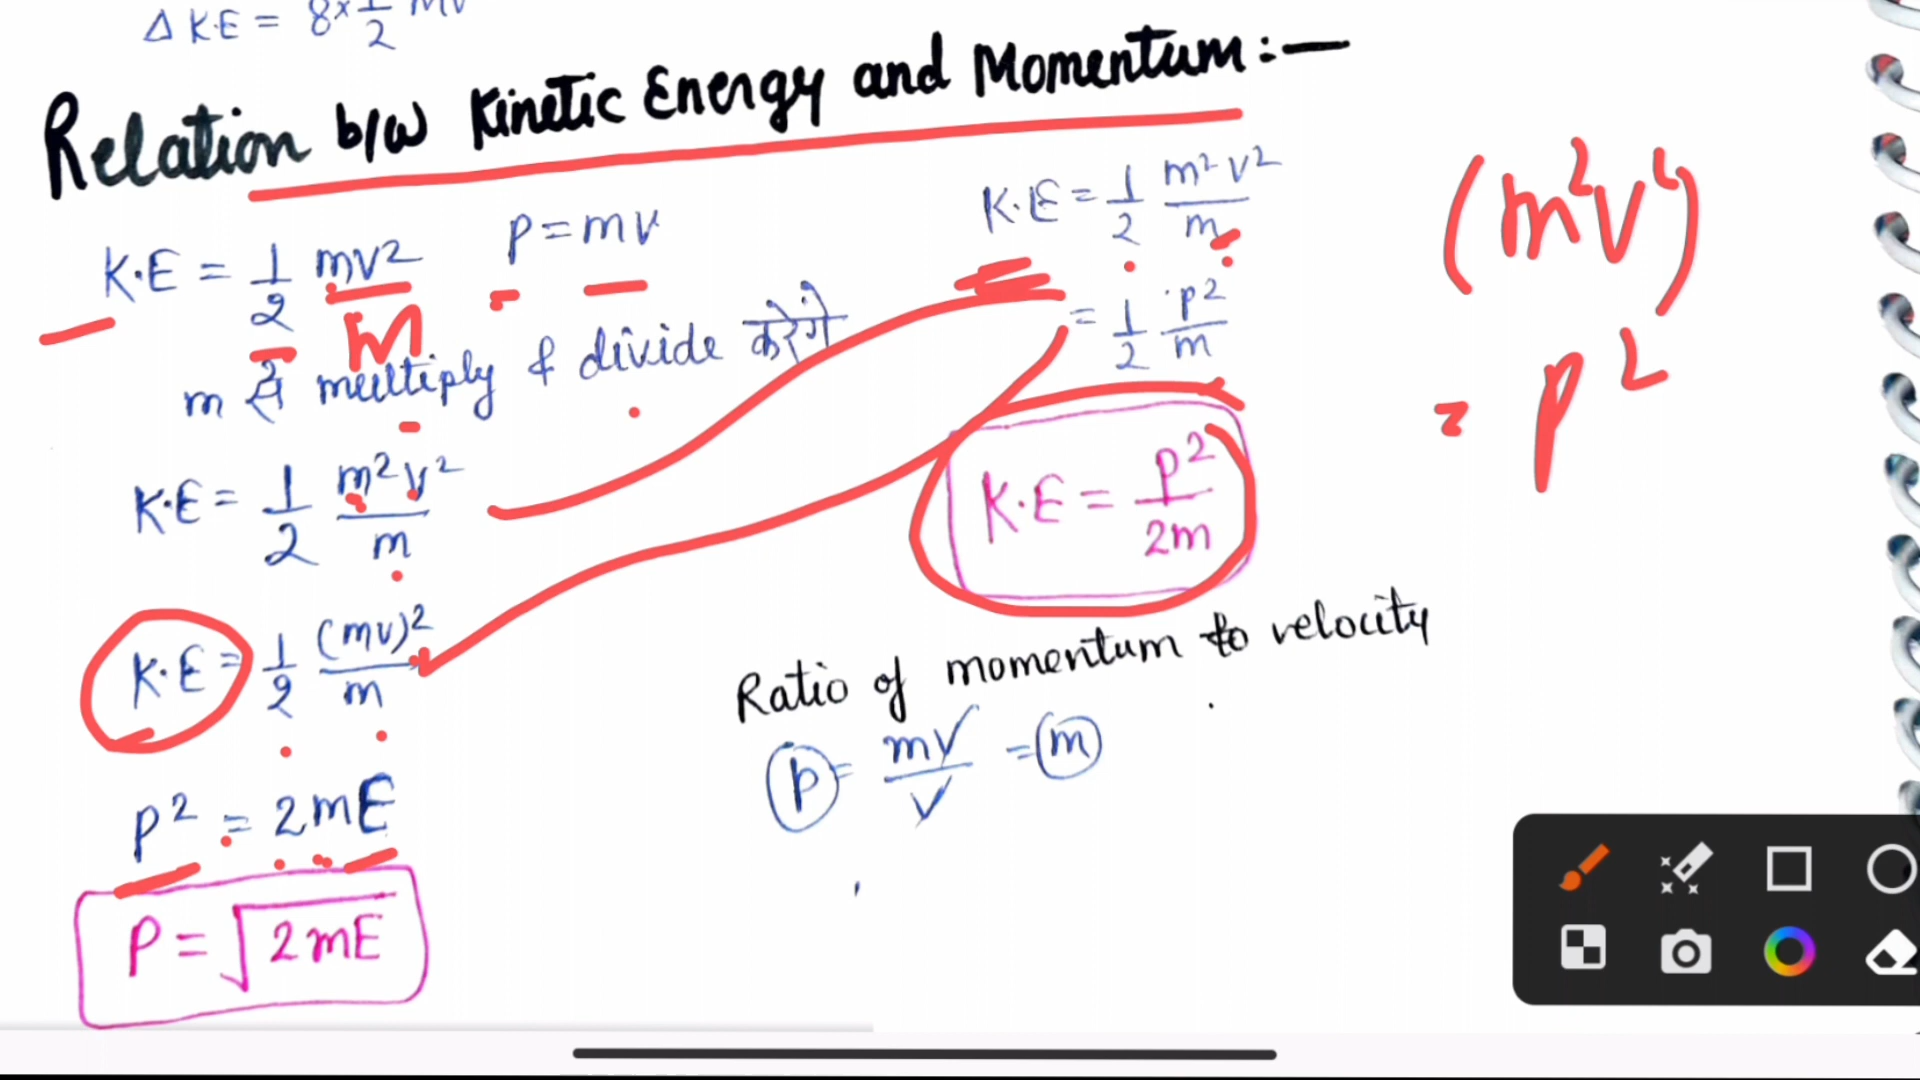 Δ K.E = 8×1/2 mv
Relation b/w Kinetic Energy and Momentum:—
K.E = 1/2 mv² P = mv
m
m से multiply & divide करेंगे
K.E = 1/2 m²v²/m
K.E = 1/2 (mv)²/m
P² = 2mE
P = √2mE
K.E = 1/2 m²v²/m
= 1/2 p²/m
K.E = p²/2m
Ratio of momentum to velocity
p = mv/v = m
(m²v²)
= p²